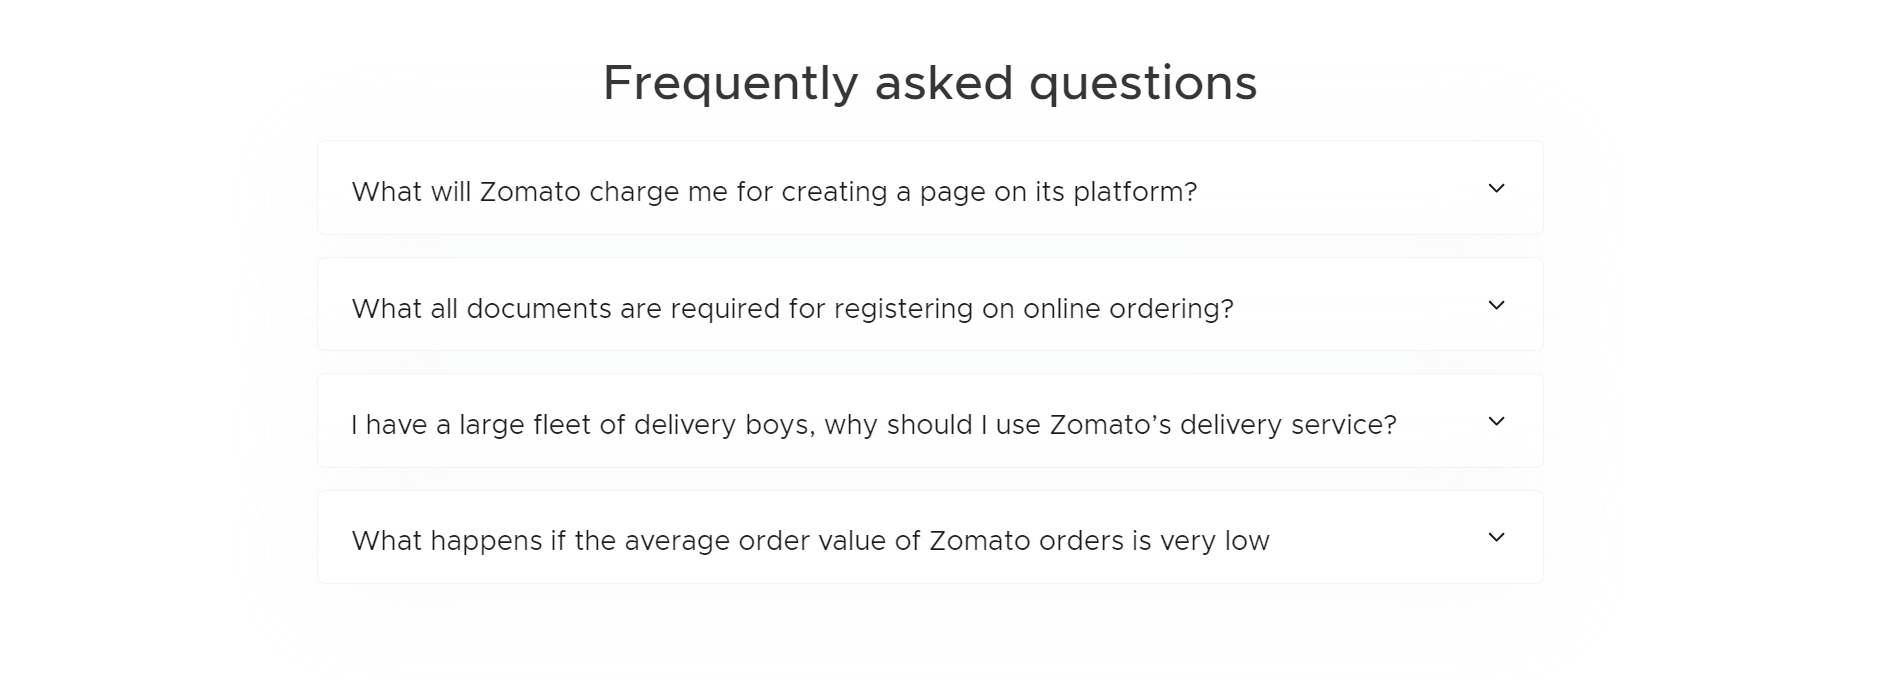 Frequently asked questions
What will Zomato charge me for creating a page on its platform?
What all documents are required for registering on online ordering?
I have a large fleet of delivery boys, why should I use Zomato’s delivery service?
What happens if the average order value of Zomato orders is very low